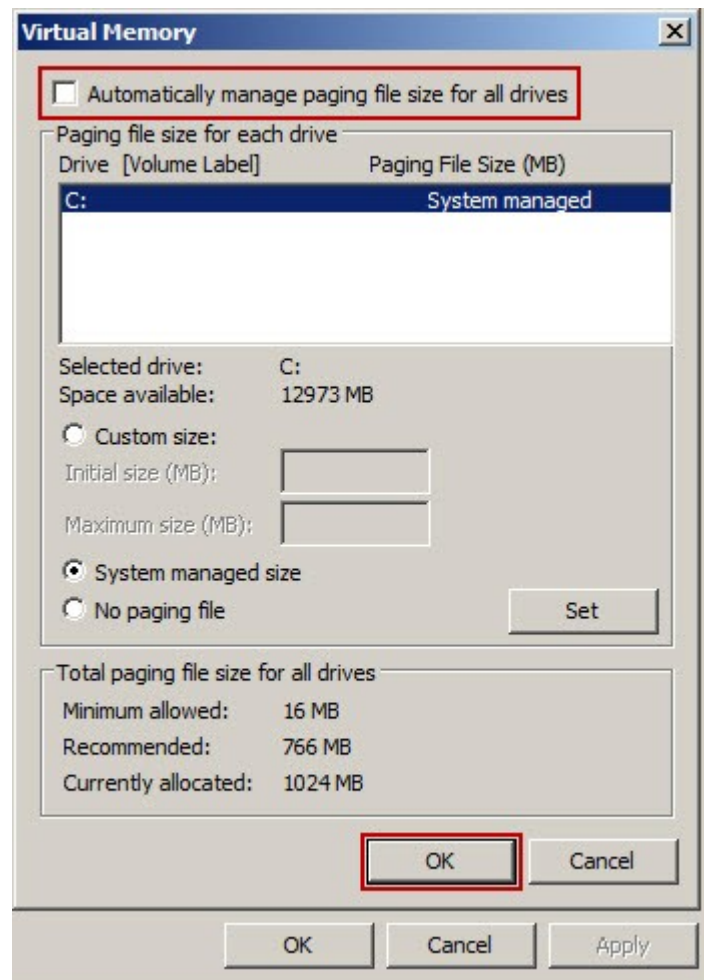 Virtual Memory
Automatically manage paging file size for all drives
Paging file size for each drive
Drive [Volume Label] Paging File Size (MB)
C: System managed
Selected drive: C:
Space available: 12973 MB
Custom size:
Initial size (MB):
Maximum size (MB):
System managed size
No paging file Set
Total paging file size for all drives
Minimum allowed: 16 MB
Recommended: 766 MB
Currently allocated: 1024 MB
OK Cancel
OK Cancel Apply